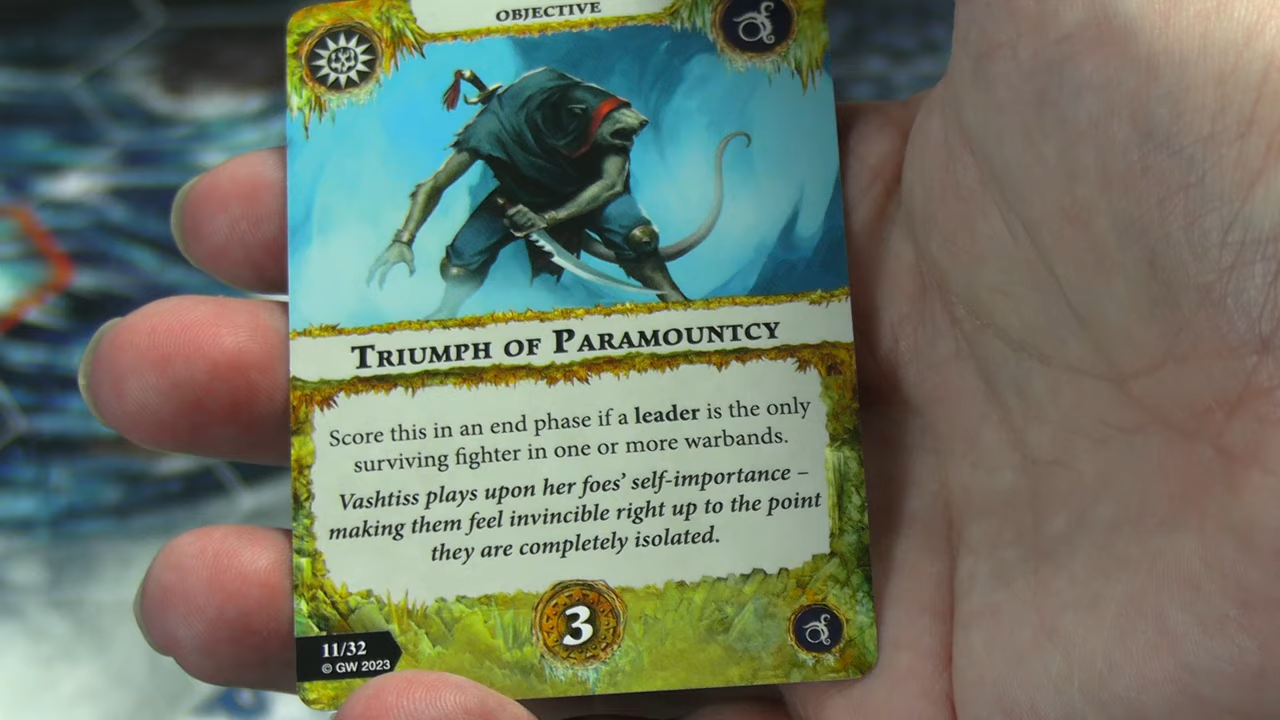 OBJECTIVE
TRIUMPH OF PARAMOUNTCY
Score this in an end phase if a leader is the only
surviving fighter in one or more warbands.
Vashtiss plays upon her foes' self-importance –
making them feel invincible right up to the point
they are completely isolated.
3
11/32
© GW 2023